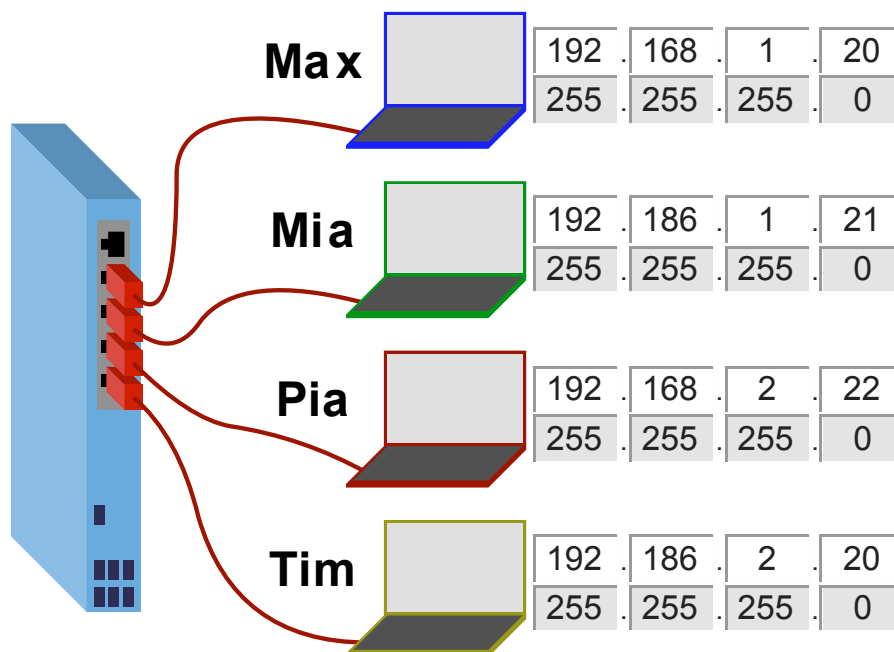 Max
192 . 168 . 1 . 20
255 . 255 . 255 . 0
Mia
192 . 186 . 1 . 21
255 . 255 . 255 . 0
Pia
192 . 168 . 2 . 22
255 . 255 . 255 . 0
Tim
192 . 186 . 2 . 20
255 . 255 . 255 . 0